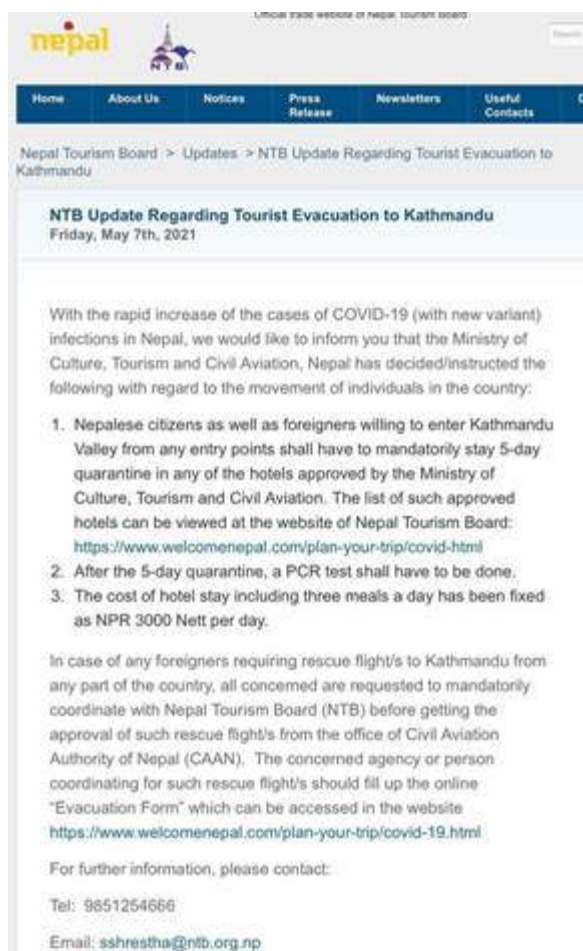 Official trade website of Nepal Tourism Board
nepal
NTB
Search
Home About Us Notices Press Release Newsletters Useful Contacts
Nepal Tourism Board > Updates > NTB Update Regarding Tourist Evacuation to
Kathmandu
NTB Update Regarding Tourist Evacuation to Kathmandu
Friday, May 7th, 2021
With the rapid increase of the cases of COVID-19 (with new variant)
infections in Nepal, we would like to inform you that the Ministry of
Culture, Tourism and Civil Aviation, Nepal has decided/instructed the
following with regard to the movement of individuals in the country:
1. Nepalese citizens as well as foreigners willing to enter Kathmandu
Valley from any entry points shall have to mandatorily stay 5-day
quarantine in any of the hotels approved by the Ministry of
Culture, Tourism and Civil Aviation. The list of such approved
hotels can be viewed at the website of Nepal Tourism Board:
https://www.welcomenepal.com/plan-your-trip/covid-html
2. After the 5-day quarantine, a PCR test shall have to be done.
3. The cost of hotel stay including three meals a day has been fixed
as NPR 3000 Nett per day.
In case of any foreigners requiring rescue flight/s to Kathmandu from
any part of the country, all concerned are requested to mandatorily
coordinate with Nepal Tourism Board (NTB) before getting the
approval of such rescue flight/s from the office of Civil Aviation
Authority of Nepal (CAAN). The concerned agency or person
coordinating for such rescue flight/s should fill up the online
"Evacuation Form" which can be accessed in the website
https://www.welcomenepal.com/plan-your-trip/covid-19.html
For further information, please contact:
Tel: 9851254666
Email: sshrestha@ntb.org.np